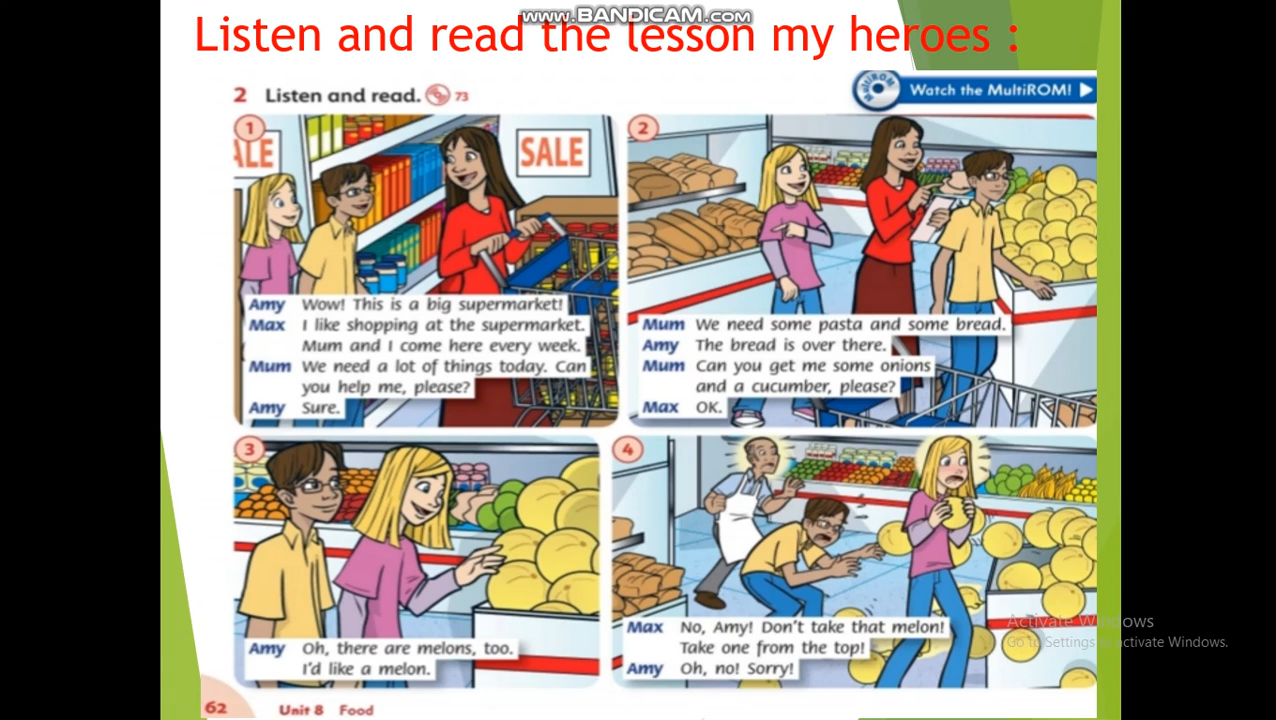 www.BANDICAM.com
Listen and read the lesson my heroes :
2 Listen and read. 73
MultiROM
Watch the MultiROM!
1
ALE
SALE
Amy Wow! This is a big supermarket!
Max I like shopping at the supermarket.
Mum and I come here every week.
Mum We need a lot of things today. Can
you help me, please?
Amy Sure.
2
Mum We need some pasta and some bread.
Amy The bread is over there.
Mum Can you get me some onions
and a cucumber, please?
Max OK.
3
Amy Oh, there are melons, too.
I'd like a melon.
4
Max No, Amy! Don't take that melon!
Take one from the top!
Amy Oh, no! Sorry!
Activate Windows
Go to Settings to activate Windows.
62 Unit 8 Food